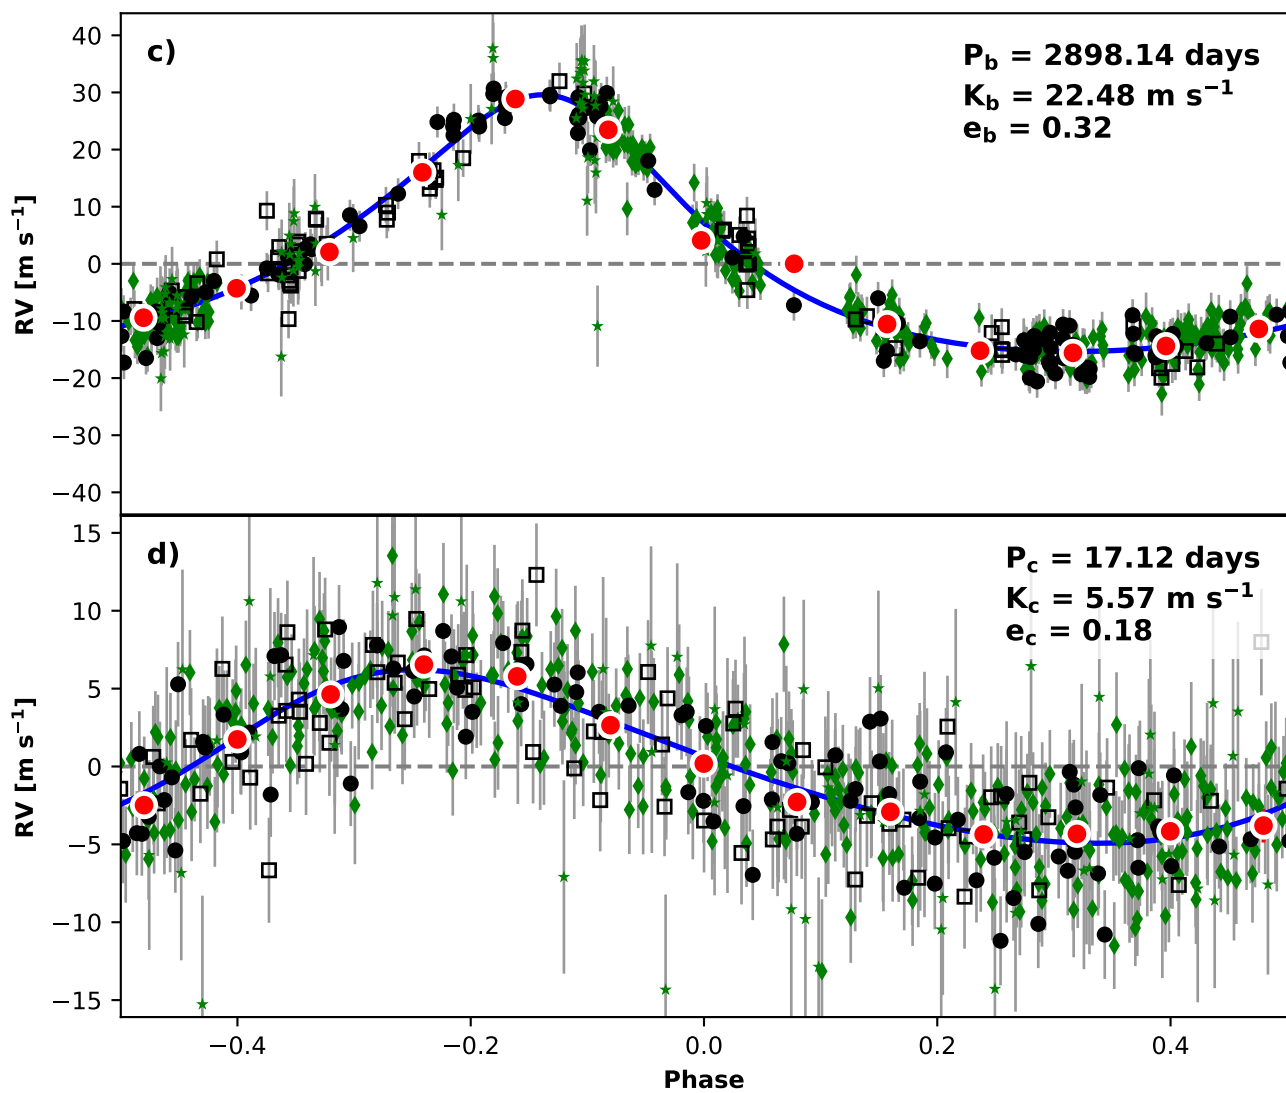 c)
P_b = 2898.14 days
K_b = 22.48 m s⁻¹
e_b = 0.32
RV [m s⁻¹]
40
30
20
10
0
−10
−20
−30
−40
d)
P_c = 17.12 days
K_c = 5.57 m s⁻¹
e_c = 0.18
RV [m s⁻¹]
15
10
5
0
−5
−10
−15
−0.4 −0.2 0.0 0.2 0.4
Phase